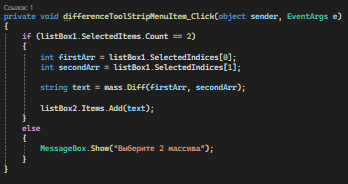 Ссылок: 1
private void differenceToolStripMenuItem_Click(object sender, EventArgs e)
{
if (listBox1.SelectedItems.Count == 2)
{
int firstArr = listBox1.SelectedIndices[0];
int secondArr = listBox1.SelectedIndices[1];
string text = mass.Diff(firstArr, secondArr);
listBox2.Items.Add(text);
}
else
{
MessageBox.Show("Выберите 2 массива");
}
}